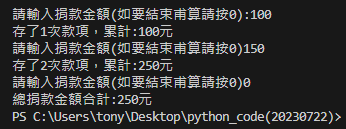 請輸入捐款金額(如要結束甫算請按0):100
存了1次款項，累計:100元
請輸入捐款金額(如要結束甫算請按0)150
存了2次款項，累計:250元
請輸入捐款金額(如要結束甫算請按0)0
總捐款金額合計:250元
PS C:\Users\tony\Desktop\python_code(20230722)>